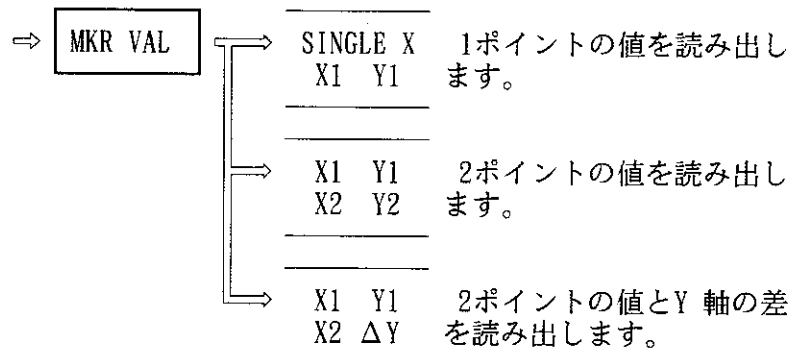 ⇒ MKR VAL ⇒ SINGLE X 1ポイントの値を読み出し
X1 Y1 ます。
⇒ X1 Y1 2ポイントの値を読み出し
X2 Y2 ます。
⇒ X1 Y1 2ポイントの値とY 軸の差
X2 ΔY を読み出します。